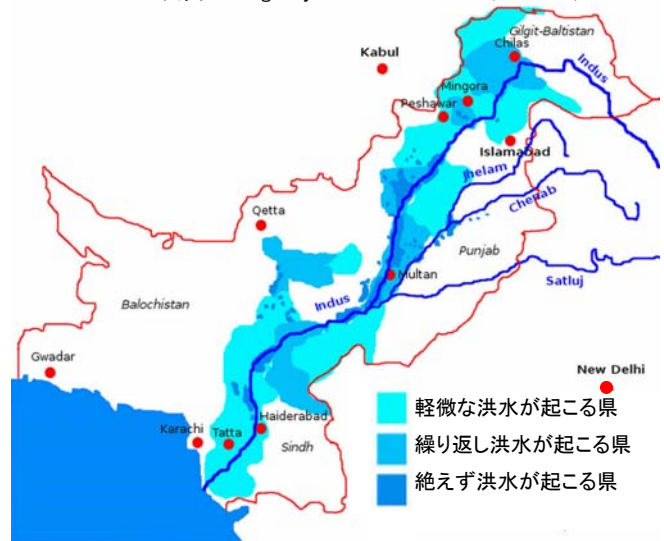 Gilgit-Baltistan
Chilas
Kabul
Indus
Mingora
Peshawar
Islamabad
Jhelam
Chenab
Qetta
Punjab
Multan
Satluj
Indus
Balochistan
Gwadar
New Delhi
Haiderabad
Karachi
Tatta
Sindh
軽微な洪水が起こる県
繰り返し洪水が起こる県
絶えず洪水が起こる県